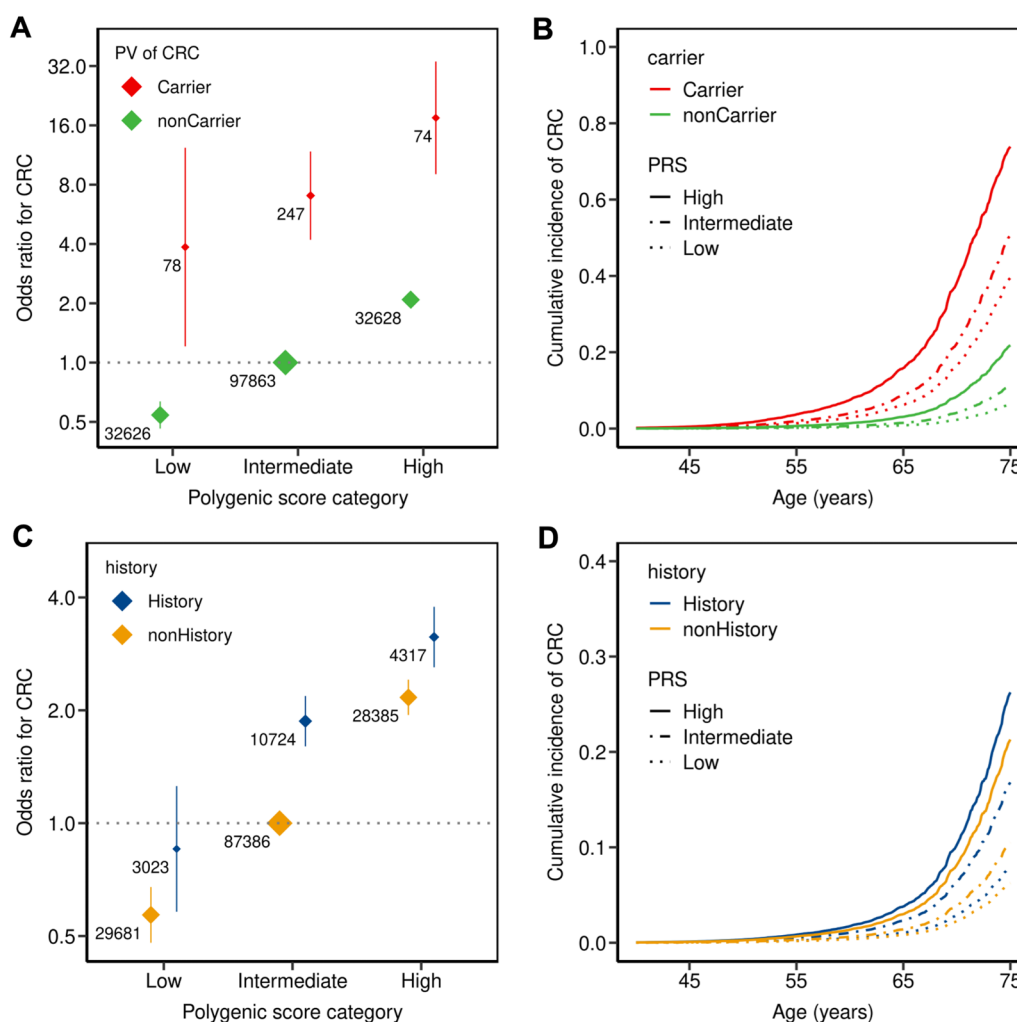 A
PV of CRC
Carrier
nonCarrier
Odds ratio for CRC
32.0
16.0
8.0
4.0
2.0
1.0
0.5
78
247
74
32626
97863
32628
Low
Intermediate
High
Polygenic score category
B
carrier
Carrier
nonCarrier
PRS
High
Intermediate
Low
Cumulative incidence of CRC
1.0
0.8
0.6
0.4
0.2
0.0
45
55
65
75
Age (years)
C
history
History
nonHistory
Odds ratio for CRC
4.0
2.0
1.0
0.5
3023
10724
4317
29681
87386
28385
Low
Intermediate
High
Polygenic score category
D
history
History
nonHistory
PRS
High
Intermediate
Low
Cumulative incidence of CRC
0.4
0.3
0.2
0.1
0.0
45
55
65
75
Age (years)